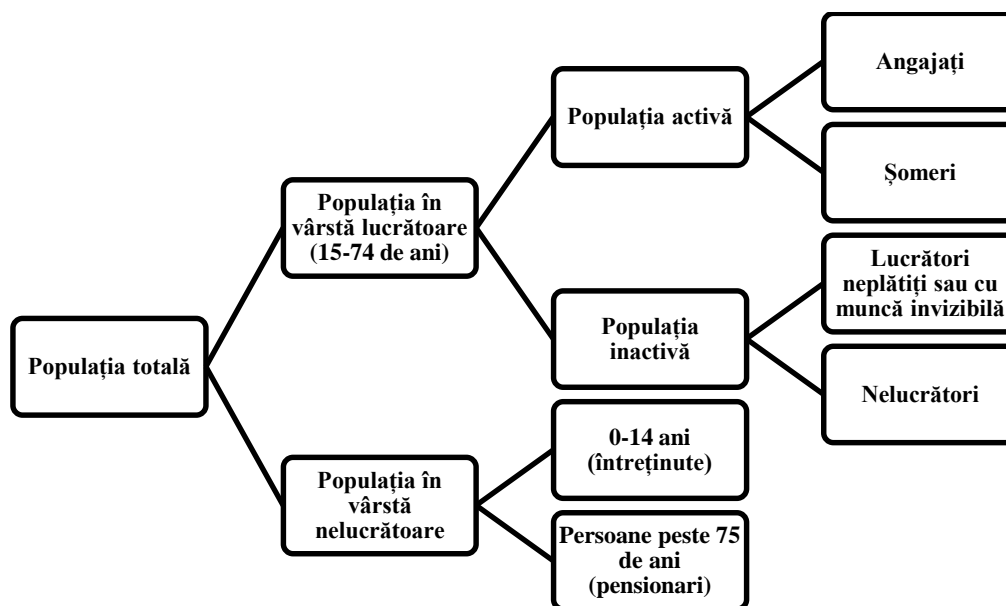 Populația totală
Populația în
vârstă lucrătoare
(15-74 de ani)
Populația activă
Angajați
Șomeri
Populația
inactivă
Lucrători
neplătiți sau cu
muncă invizibilă
Nelucrători
Populația în
vârstă
nelucrătoare
0-14 ani
(întreținute)
Persoane peste 75
de ani
(pensionari)